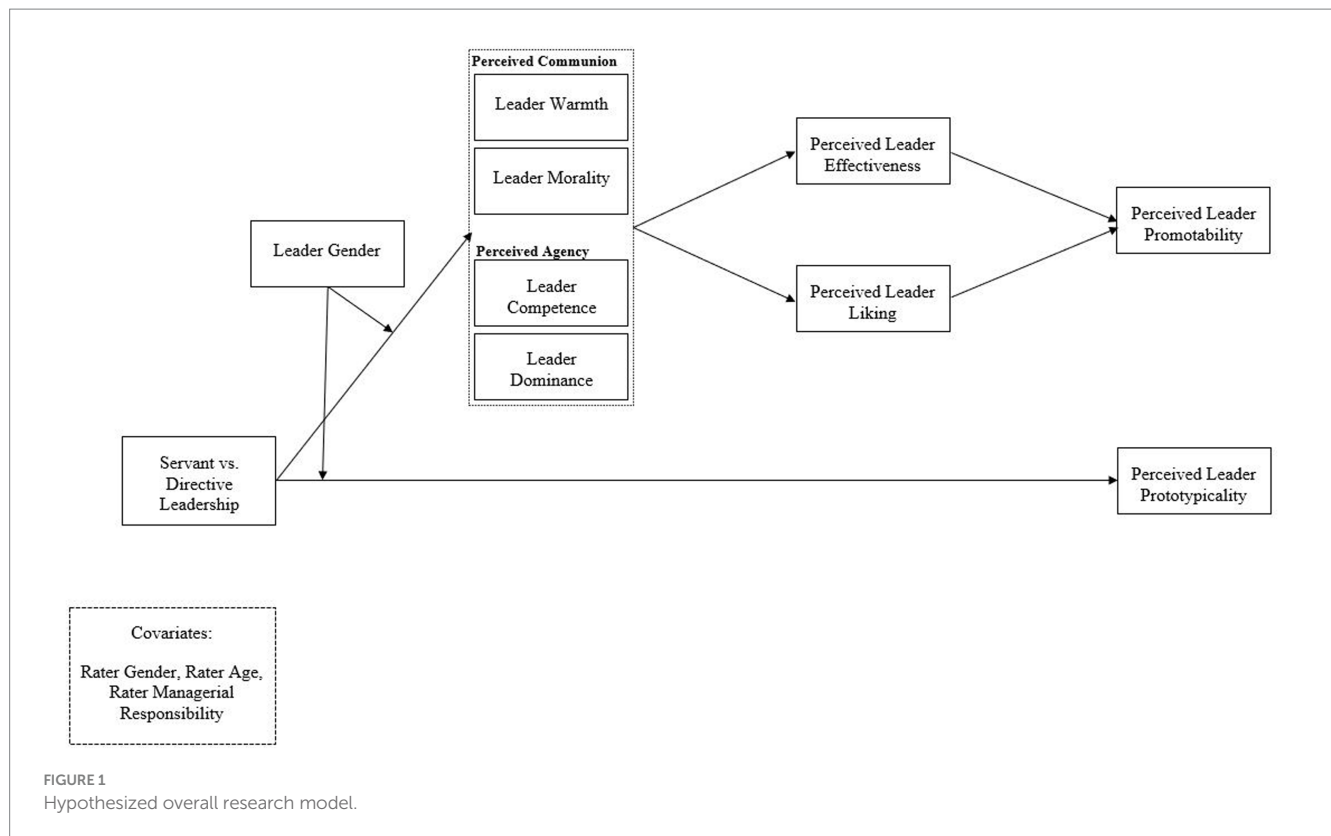 Perceived Communion
Leader Warmth
Leader Morality
Perceived Agency
Leader
Competence
Leader
Dominance
Leader Gender
Servant vs.
Directive
Leadership
Perceived Leader
Effectiveness
Perceived Leader
Liking
Perceived Leader
Promotability
Perceived Leader
Prototypicality
Covariates:
Rater Gender, Rater Age,
Rater Managerial
Responsibility
FIGURE 1
Hypothesized overall research model.